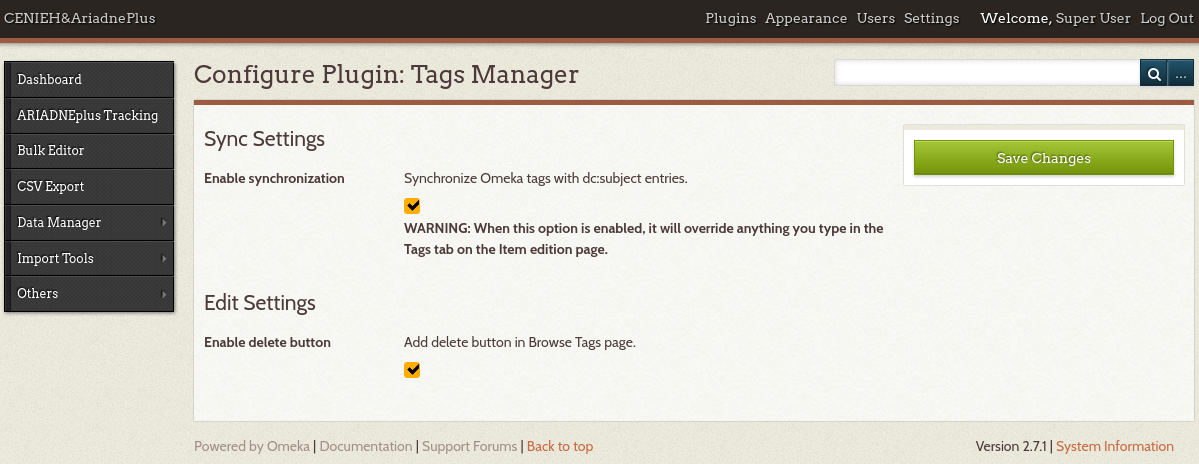 CENIEH&AriadnePlus
Plugins Appearance Users Settings Welcome, Super User Log Out
Dashboard
ARIADNEplus Tracking
Bulk Editor
CSV Export
Data Manager
Import Tools
Others
Configure Plugin: Tags Manager
...
Sync Settings
Enable synchronization
Synchronize Omeka tags with dc:subject entries.
WARNING: When this option is enabled, it will override anything you type in the
Tags tab on the Item edition page.
Edit Settings
Enable delete button
Add delete button in Browse Tags page.
Save Changes
Powered by Omeka | Documentation | Support Forums | Back to top
Version 2.7.1 | System Information